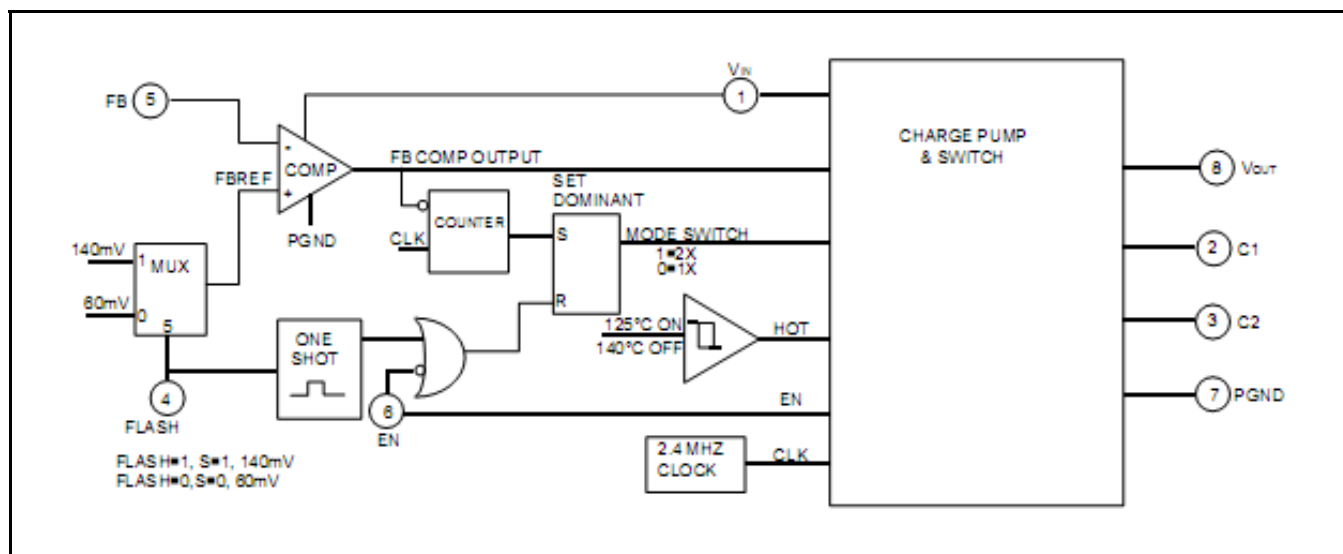 VIN
1
FB 5
CHARGE PUMP
& SWITCH
-
COMP
+
FB COMP OUTPUT
FBREF
SET
DOMINANT
8 VOUT
COUNTER
PGND
CLK
S
MODE SWITCH
1=2X
0=1X
2 C1
140mV
1 MUX
60mV
0
S
R
125°C ON
140°C OFF
HOT
3 C2
ONE
SHOT
4
FLASH
6
EN
EN
7 PGND
2.4 MHZ
CLOCK
CLK
FLASH=1, S=1, 140mV
FLASH=0,S=0, 60mV